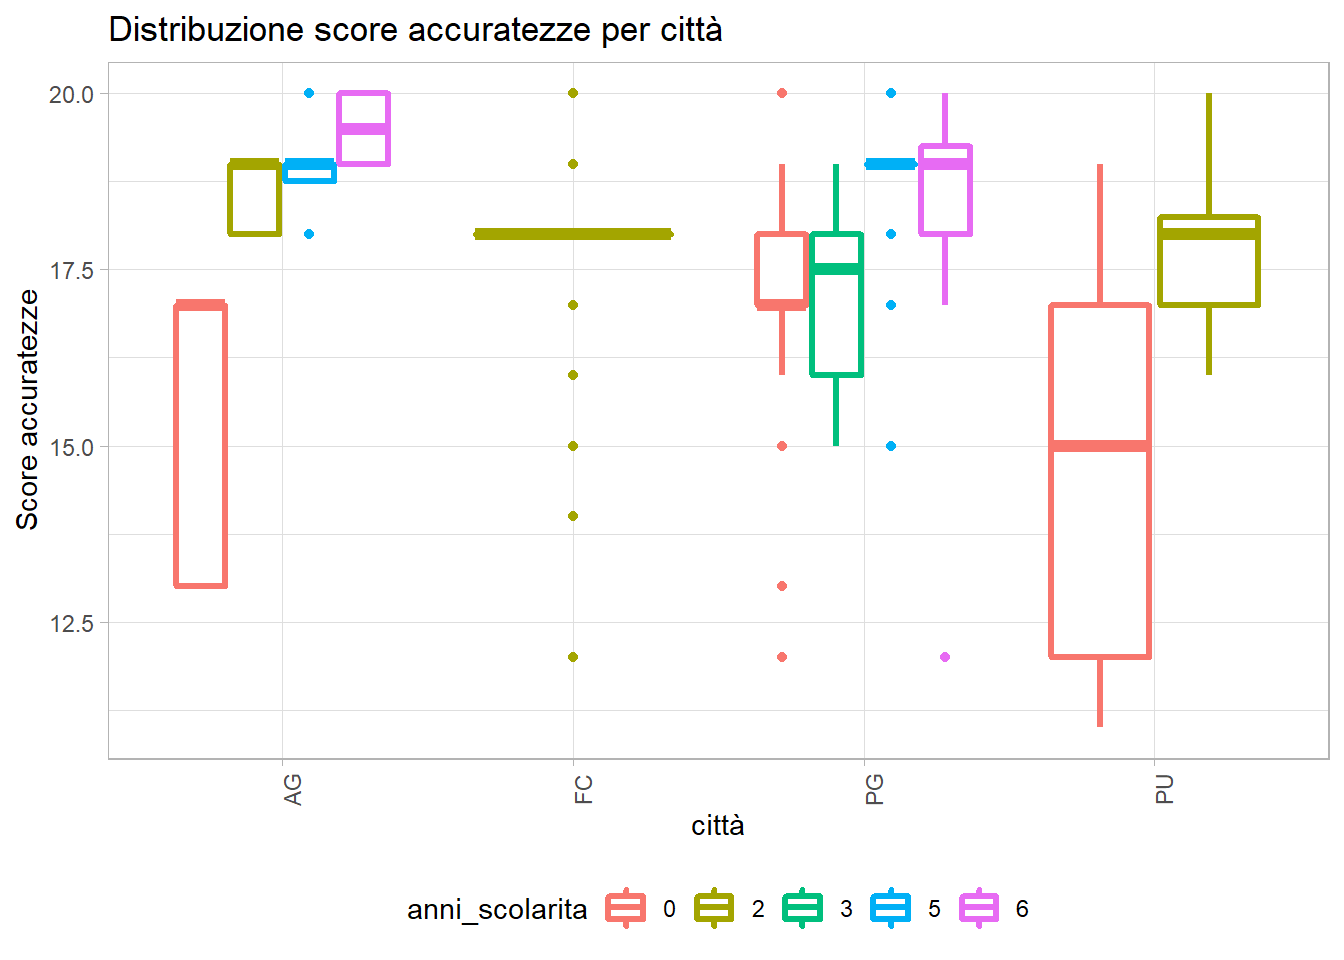 Distribuzione score accuratezze per città
Score accuratezze
20.0
17.5
15.0
12.5
AG
FC
PG
PU
città
anni_scolarita 0 2 3 5 6